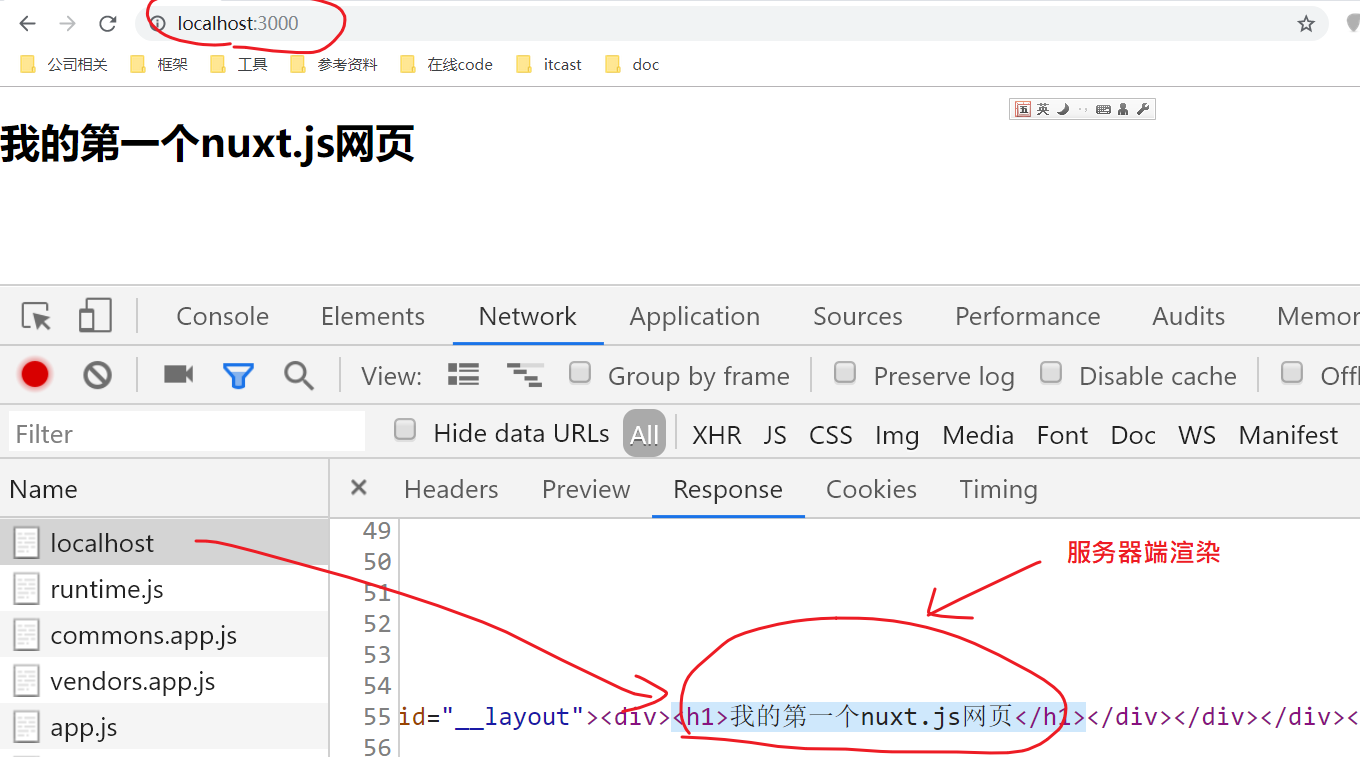 localhost:3000
公司相关 框架 工具 参考资料 在线code itcast doc
五 英
我的第一个nuxt.js网页
Console Elements Network Application Sources Performance Audits Memor
View: Group by frame Preserve log Disable cache Offl
Filter Hide data URLs All XHR JS CSS Img Media Font Doc WS Manifest
Name Headers Preview Response Cookies Timing
localhost
runtime.js
commons.app.js
vendors.app.js
app.js
49
50
51
52
53
54
55 id="__layout"><div><h1>我的第一个nuxt.js网页</h1></div></div></div><
56
服务器端渲染